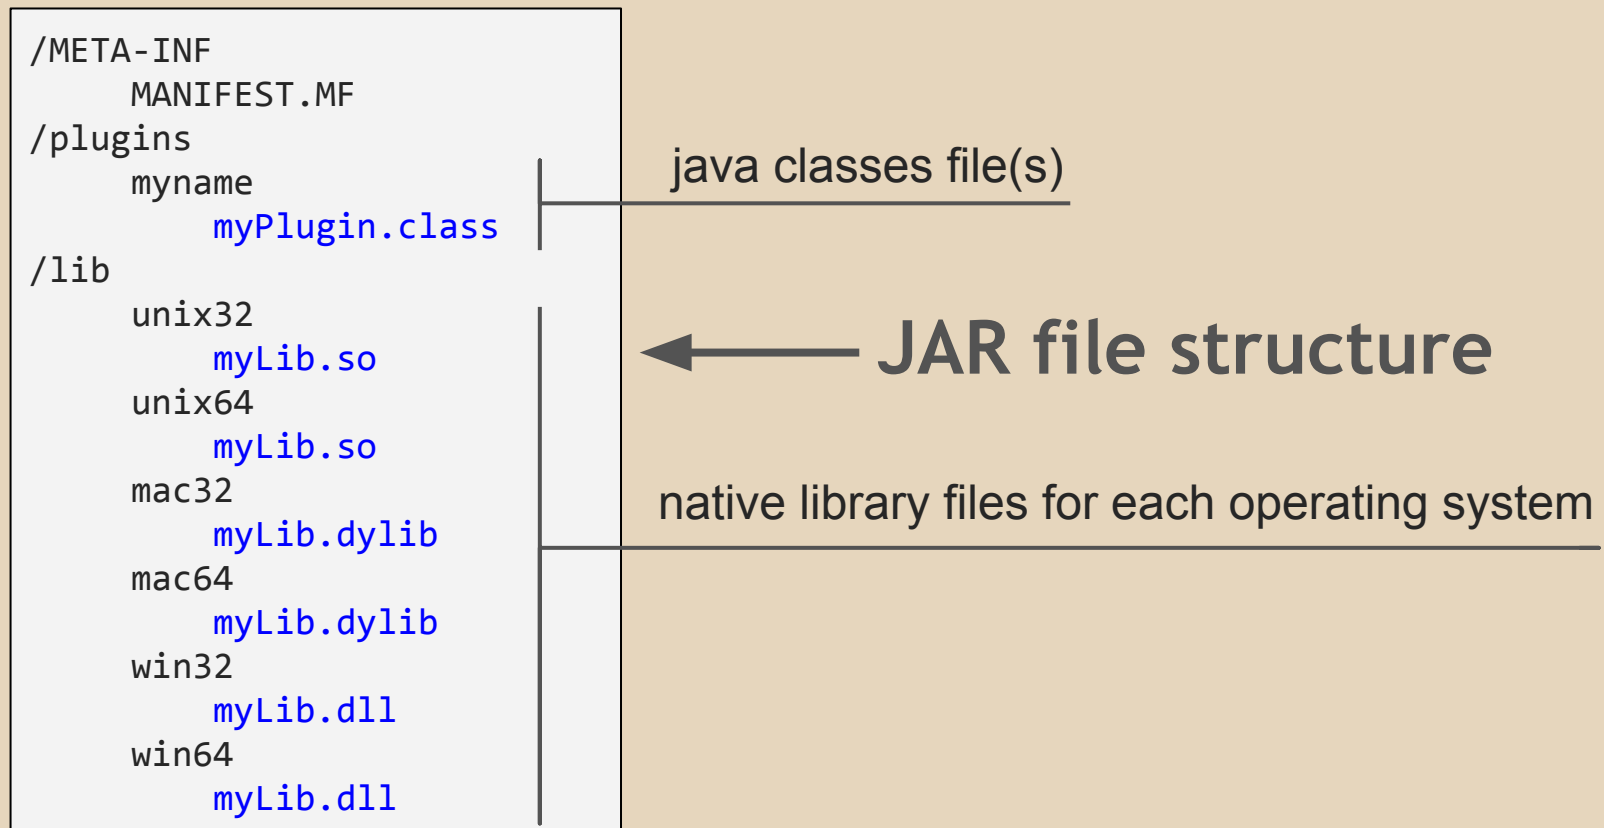 /META-INF
MANIFEST.MF
/plugins
myname
myPlugin.class
/lib
unix32
myLib.so
unix64
myLib.so
mac32
myLib.dylib
mac64
myLib.dylib
win32
myLib.dll
win64
myLib.dll
java classes file(s)
JAR file structure
native library files for each operating system